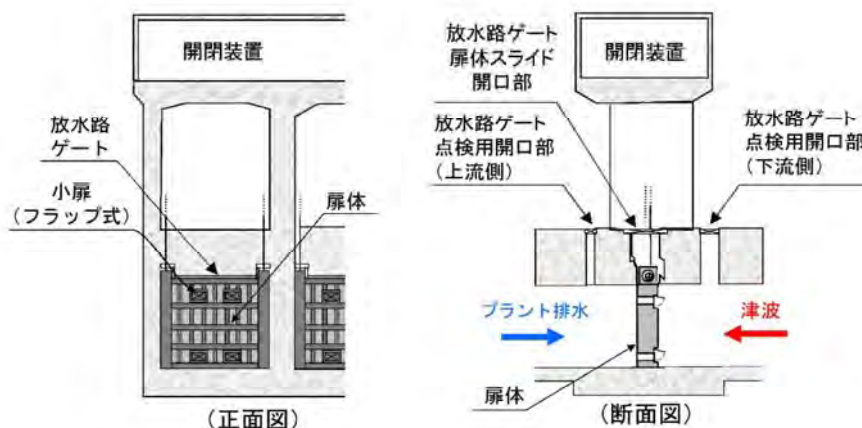 開閉装置
放水路
ゲート
小扉
(フラップ式)
扉体
(正面図)
放水路ゲート
扉体スライド
開口部
開閉装置
放水路ゲート
点検用開口部
(上流側)
放水路ゲート
点検用開口部
(下流側)
プラント排水
津波
扉体
(断面図)